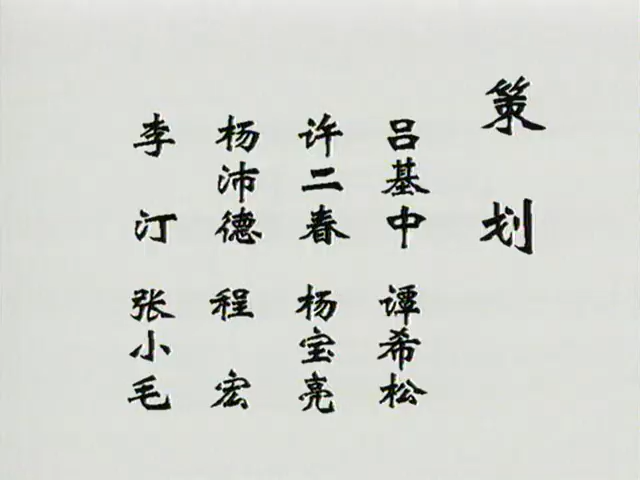 策划
吕基中 谭希松
许二春 杨宝亮
杨沛德 程宏
李汀 张小毛